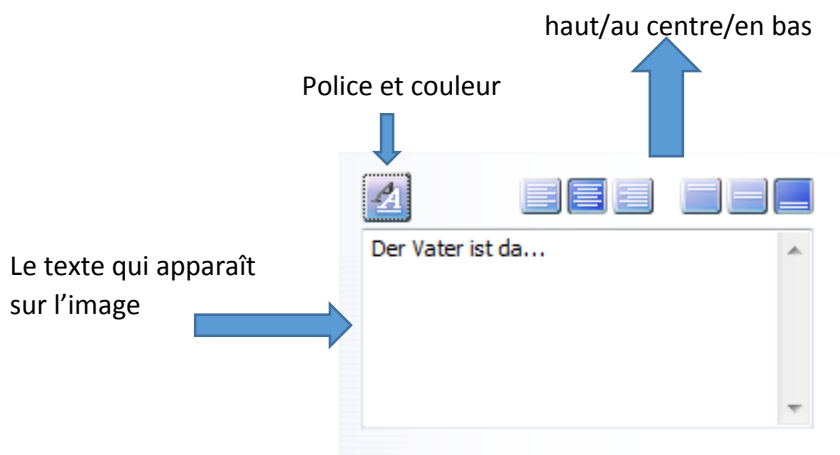 haut/au centre/en bas
Police et couleur
Der Vater ist da...
Le texte qui apparaît
sur l’image